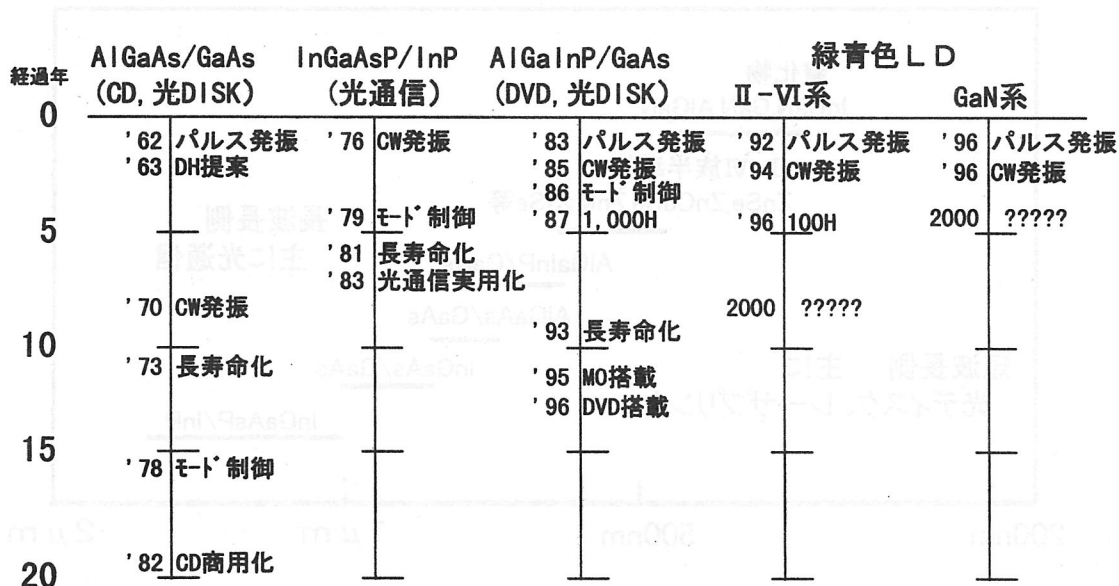 AlGaAs/GaAs InGaAsP/InP AlGaInP/GaAs 緑青色LD
経過年 (CD,光DISK) (光通信) (DVD,光DISK) Ⅱ-Ⅵ系 GaN系
0
'62 パルス発振 '76 CW発振 '83 パルス発振 '92 パルス発振 '96 パルス発振
'63 DH提案 '85 CW発振 '94 CW発振 '96 CW発振
'86 モード制御
'79 モード制御 '87 1,000H '96 100H 2000 ?????
5
'81 長寿命化
'83 光通信実用化
'70 CW発振 2000 ?????
'93 長寿命化
10
'73 長寿命化 '95 MO搭載
'96 DVD搭載
15
'78 モード制御
'82 CD商用化
20